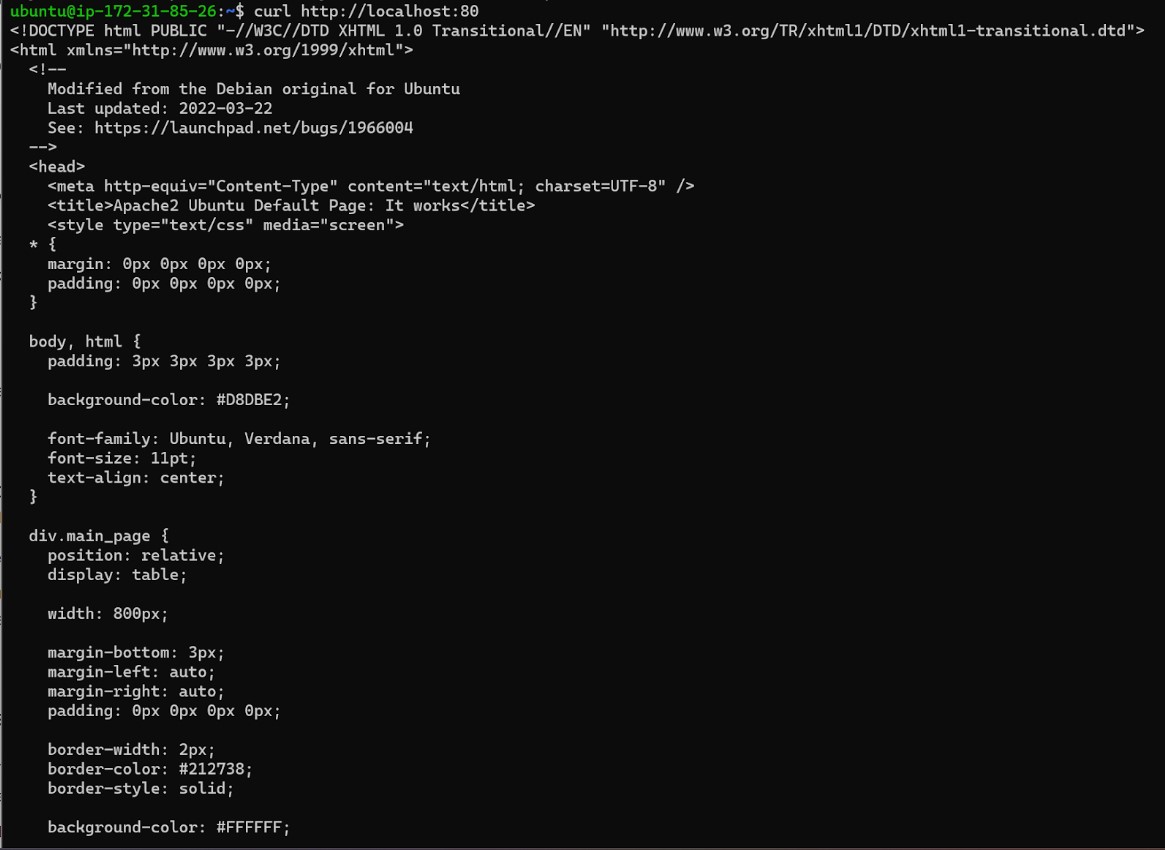 ubuntu@ip-172-31-85-26:~$ curl http://localhost:80
<!DOCTYPE html PUBLIC "-//W3C//DTD XHTML 1.0 Transitional//EN" "http://www.w3.org/TR/xhtml1/DTD/xhtml1-transitional.dtd">
<html xmlns="http://www.w3.org/1999/xhtml">
  <!--
    Modified from the Debian original for Ubuntu
    Last updated: 2022-03-22
    See: https://launchpad.net/bugs/1966004
  -->
  <head>
    <meta http-equiv="Content-Type" content="text/html; charset=UTF-8" />
    <title>Apache2 Ubuntu Default Page: It works</title>
    <style type="text/css" media="screen">
  * {
    margin: 0px 0px 0px 0px;
    padding: 0px 0px 0px 0px;
  }

  body, html {
    padding: 3px 3px 3px 3px;

    background-color: #D8DBE2;

    font-family: Ubuntu, Verdana, sans-serif;
    font-size: 11pt;
    text-align: center;
  }

  div.main_page {
    position: relative;
    display: table;

    width: 800px;

    margin-bottom: 3px;
    margin-left: auto;
    margin-right: auto;
    padding: 0px 0px 0px 0px;

    border-width: 2px;
    border-color: #212738;
    border-style: solid;

    background-color: #FFFFFF;